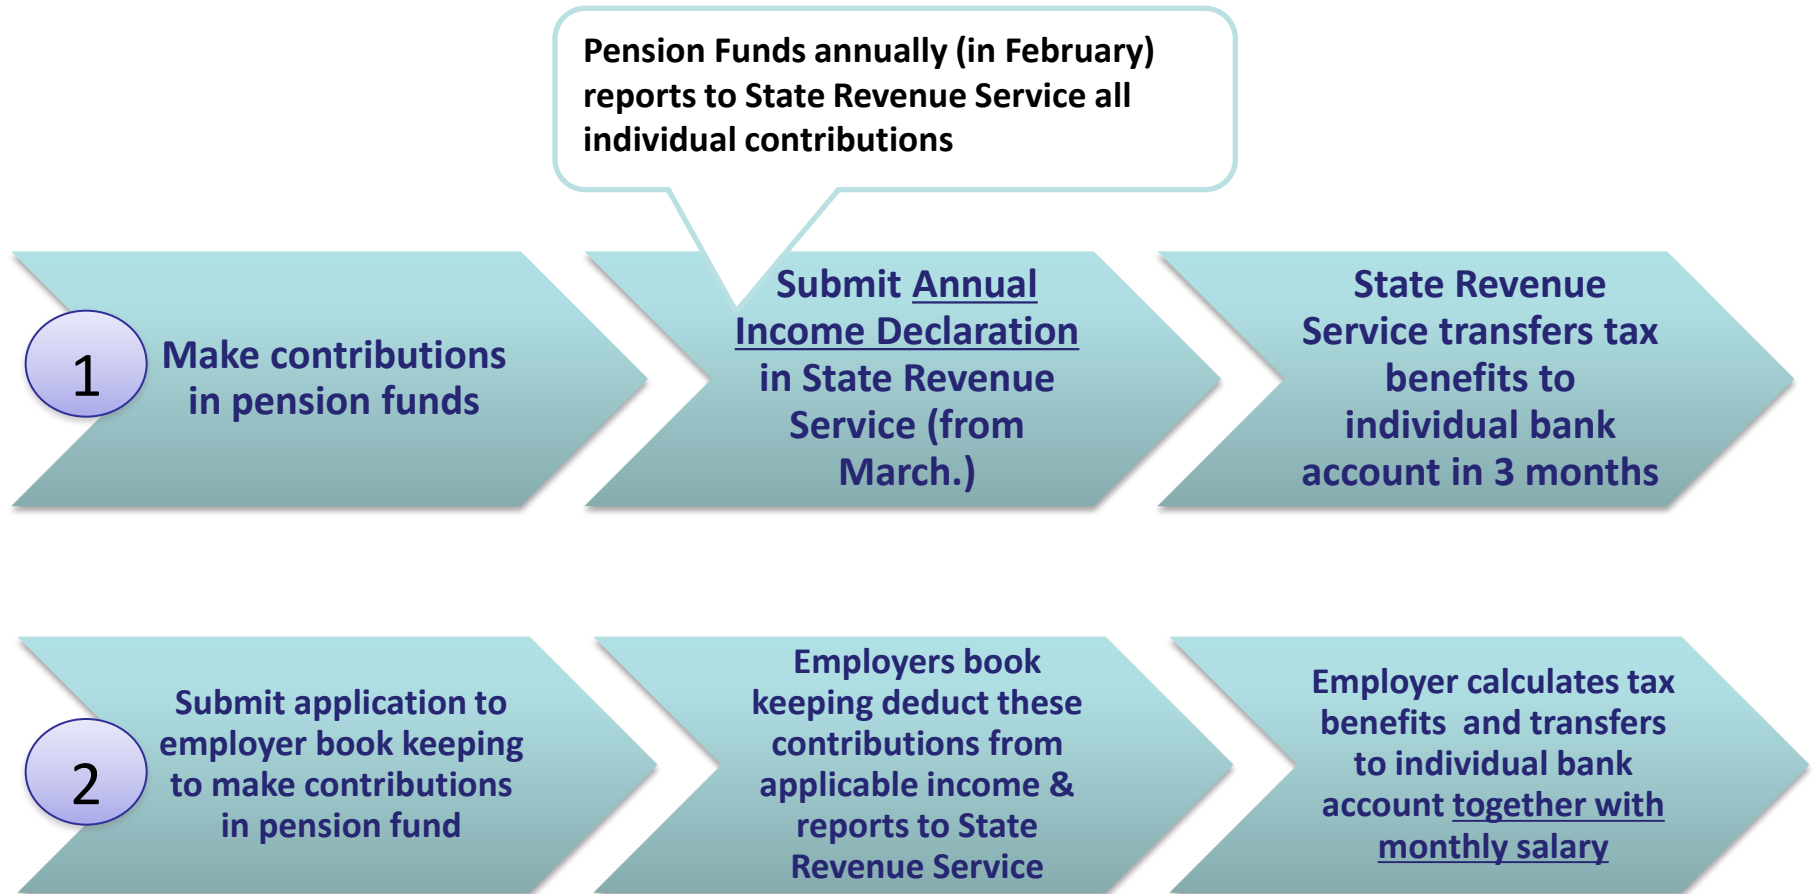 Pension Funds annually (in February)
reports to State Revenue Service all
individual contributions
1
Make contributions
in pension funds
Submit Annual
Income Declaration
in State Revenue
Service (from
March.)
State Revenue
Service transfers tax
benefits to
individual bank
account in 3 months
2
Submit application to
employer book keeping
to make contributions
in pension fund
Employers book
keeping deduct these
contributions from
applicable income &
reports to State
Revenue Service
Employer calculates tax
benefits  and transfers
to individual bank
account together with
monthly salary